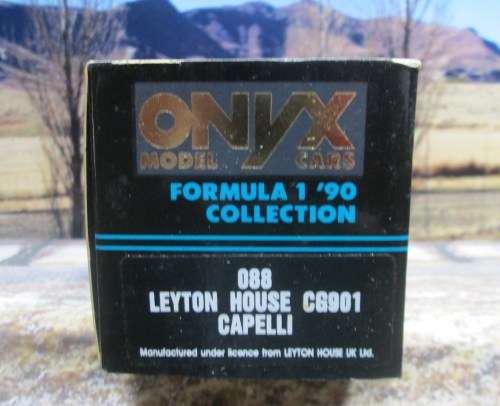 ONYX
MODEL CARS
FORMULA 1 '90
COLLECTION
088
LEYTON HOUSE CG901
CAPELLI
Manufactured under licence from LEYTON HOUSE UK Ltd.